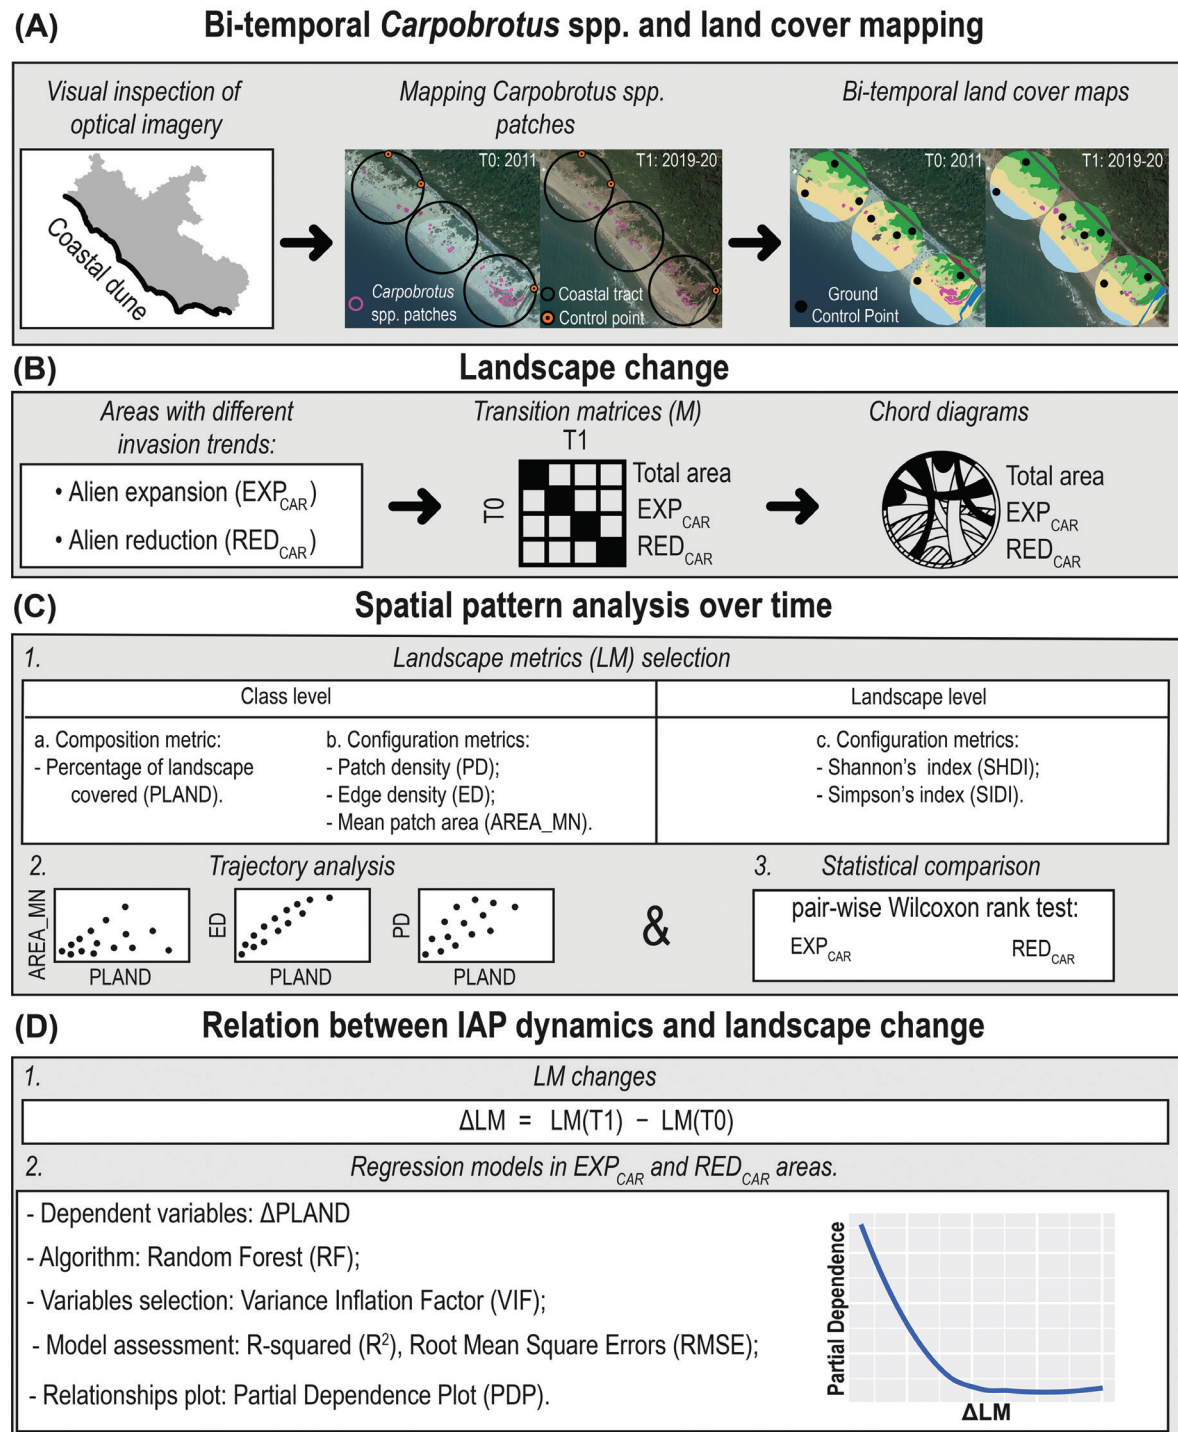 (A) Bi-temporal Carpobrotus spp. and land cover mapping
Visual inspection of
optical imagery
Coastal dune
Mapping Carpobrotus spp.
patches
T0: 2011
T1: 2019-20
Carpobrotus
spp. patches
Coastal tract
Control point
Bi-temporal land cover maps
T0: 2011
T1: 2019-20
Ground
Control Point
(B) Landscape change
Areas with different
invasion trends:
• Alien expansion (EXPCAR)
• Alien reduction (REDCAR)
Transition matrices (M)
T1
T0
Total area
EXPCAR
REDCAR
Chord diagrams
Total area
EXPCAR
REDCAR
(C) Spatial pattern analysis over time
1. Landscape metrics (LM) selection
Class level
Landscape level
a. Composition metric:
- Percentage of landscape
covered (PLAND).
b. Configuration metrics:
- Patch density (PD);
- Edge density (ED);
- Mean patch area (AREA_MN).
c. Configuration metrics:
- Shannon's index (SHDI);
- Simpson's index (SIDI).
2. Trajectory analysis
AREA_MN
PLAND
ED
PLAND
PD
PLAND
&
3. Statistical comparison
pair-wise Wilcoxon rank test:
EXPCAR REDCAR
(D) Relation between IAP dynamics and landscape change
1. LM changes
ΔLM = LM(T1) − LM(T0)
2. Regression models in EXPCAR and REDCAR areas.
- Dependent variables: ΔPLAND
- Algorithm: Random Forest (RF);
- Variables selection: Variance Inflation Factor (VIF);
- Model assessment: R-squared (R²), Root Mean Square Errors (RMSE);
- Relationships plot: Partial Dependence Plot (PDP).
Partial Dependence
ΔLM